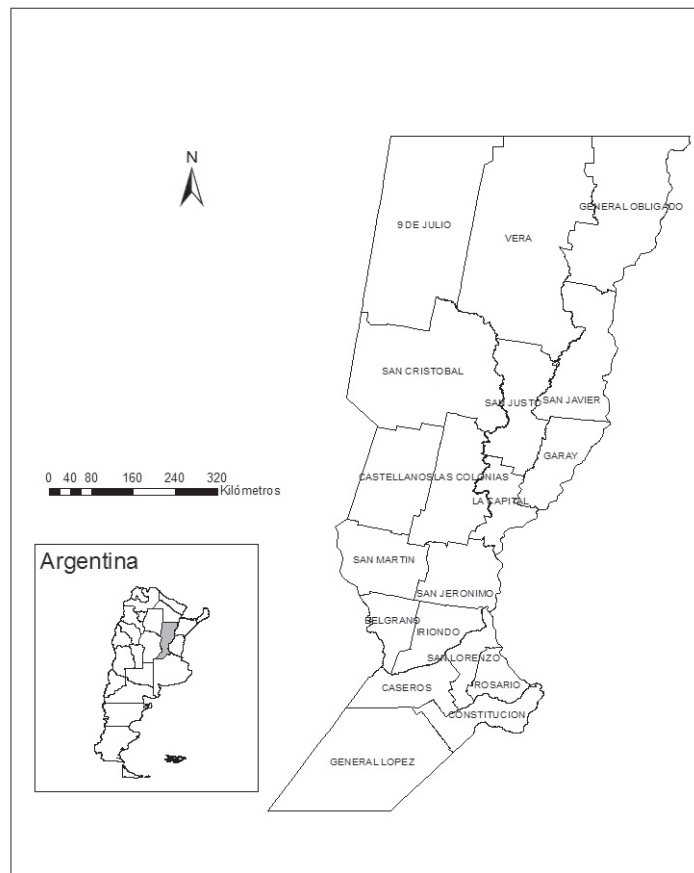 N
9 DE JULIO
VERA
GENERAL OBLIGADO
SAN CRISTOBAL
SAN JUSTO
SAN JAVIER
GARAY
CASTELLANOS
LAS COLONIAS
LA CAPITAL
0 40 80 160 240 320
Kilómetros
SAN MARTIN
SAN JERONIMO
BELGRANO
IRIONDO
SAN LORENZO
CASEROS
ROSARIO
CONSTITUCION
GENERAL LOPEZ
Argentina